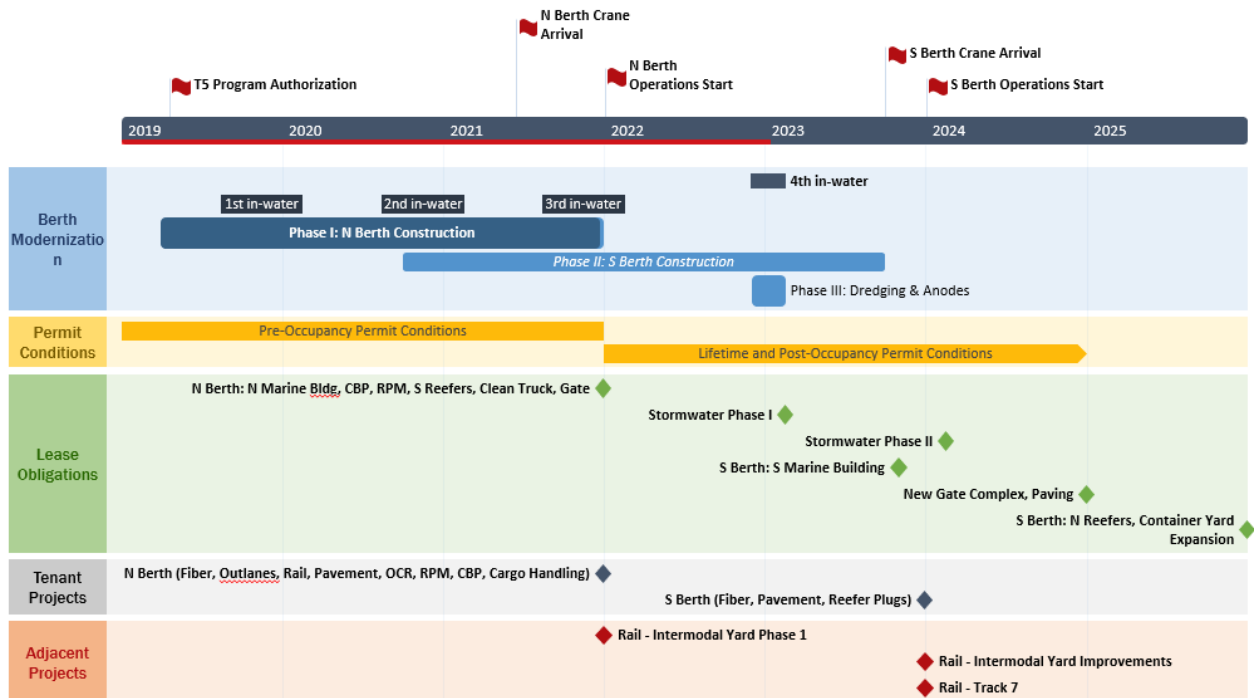 N Berth Crane
Arrival
S Berth Crane Arrival
T5 Program Authorization
N Berth
Operations Start
S Berth Operations Start
2019
2020
2021
2022
2023
2024
2025
Berth
Modernizatio
n
4th in-water
1st in-water
2nd in-water
3rd in-water
Phase I: N Berth Construction
Phase II: S Berth Construction
Phase III: Dredging & Anodes
Permit
Conditions
Pre-Occupancy Permit Conditions
Lifetime and Post-Occupancy Permit Conditions
Lease
Obligations
N Berth: N Marine Bldg, CBP, RPM, S Reefers, Clean Truck, Gate
Stormwater Phase I
Stormwater Phase II
S Berth: S Marine Building
New Gate Complex, Paving
S Berth: N Reefers, Container Yard
Expansion
Tenant
Projects
N Berth (Fiber, Outlanes, Rail, Pavement, OCR, RPM, CBP, Cargo Handling)
S Berth (Fiber, Pavement, Reefer Plugs)
Adjacent
Projects
Rail - Intermodal Yard Phase 1
Rail - Intermodal Yard Improvements
Rail - Track 7